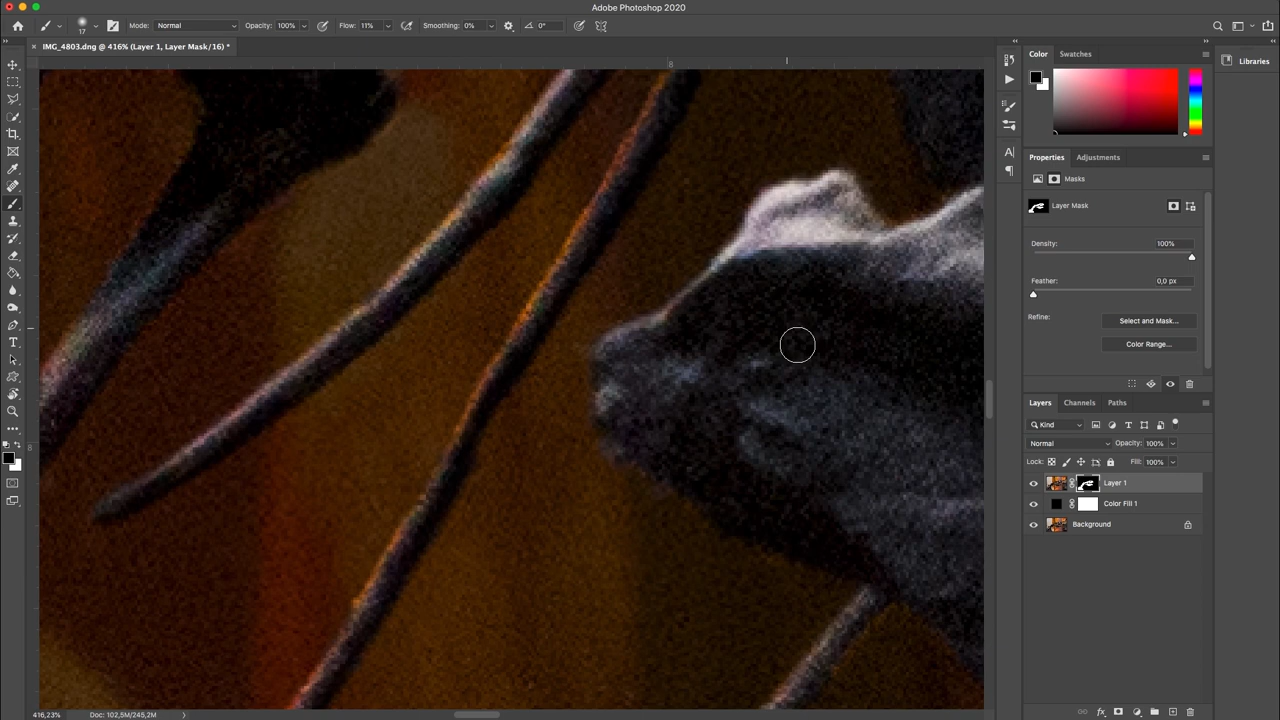 Adobe Photoshop 2020
17
Mode: Normal
Opacity: 100%
Flow: 11%
Smoothing: 0%
0°
× IMG_4803.dng @ 416% (Layer 1, Layer Mask/16) *
8
8
Color
Swatches
Libraries
Properties
Adjustments
Masks
Layer Mask
Density:
100%
Feather:
0,0 px
Refine:
Select and Mask...
Color Range...
Layers
Channels
Paths
Kind
Normal
Opacity: 100%
Lock:
Fill: 100%
Layer 1
Color Fill 1
Background
416,23%
Doc: 102,5M/245,2M